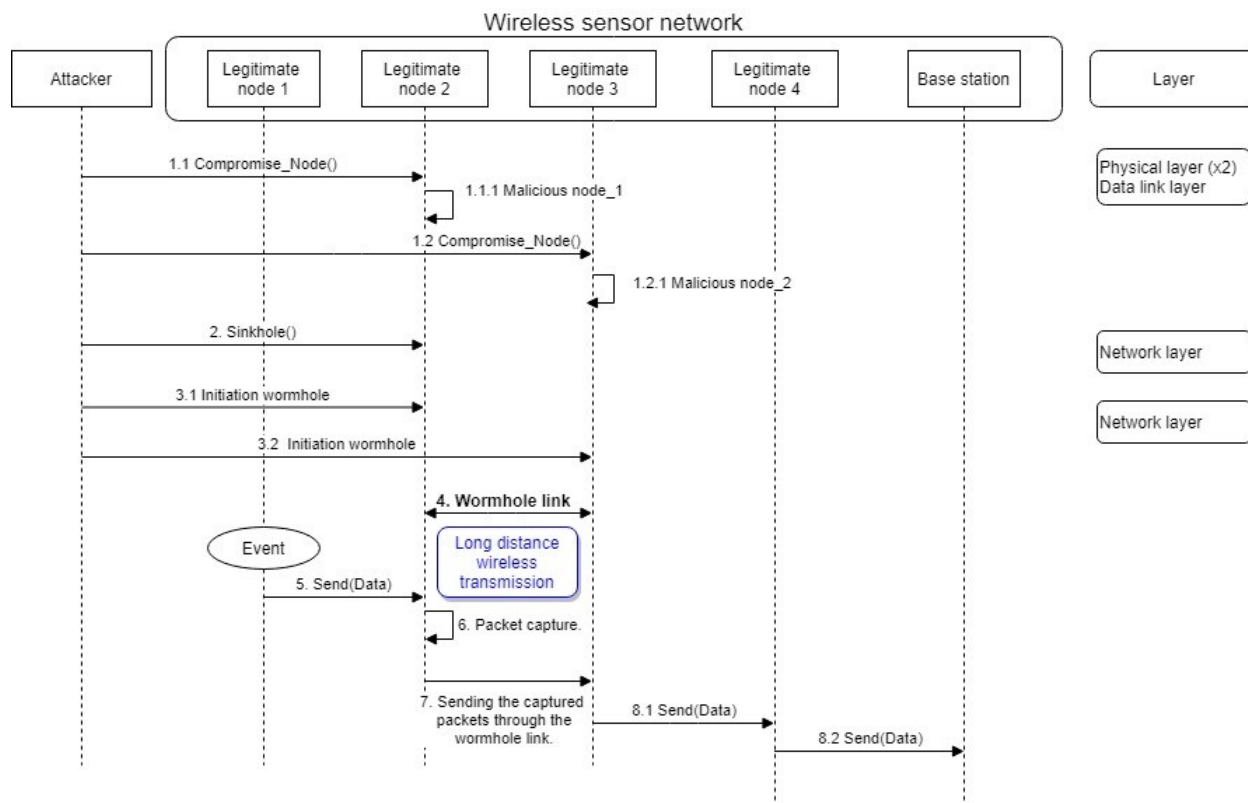 Wireless sensor network
Attacker
Legitimate
node 1
Legitimate
node 2
Legitimate
node 3
Legitimate
node 4
Base station
Layer
1.1 Compromise_Node()
Physical layer (x2)
Data link layer
1.1.1 Malicious node_1
1.2 Compromise_Node()
1.2.1 Malicious node_2
2. Sinkhole()
Network layer
3.1 Initiation wormhole
Network layer
3.2 Initiation wormhole
4. Wormhole link
Event
Long distance
wireless
transmission
5. Send(Data)
6. Packet capture.
7. Sending the captured
packets through the
wormhole link.
8.1 Send(Data)
8.2 Send(Data)